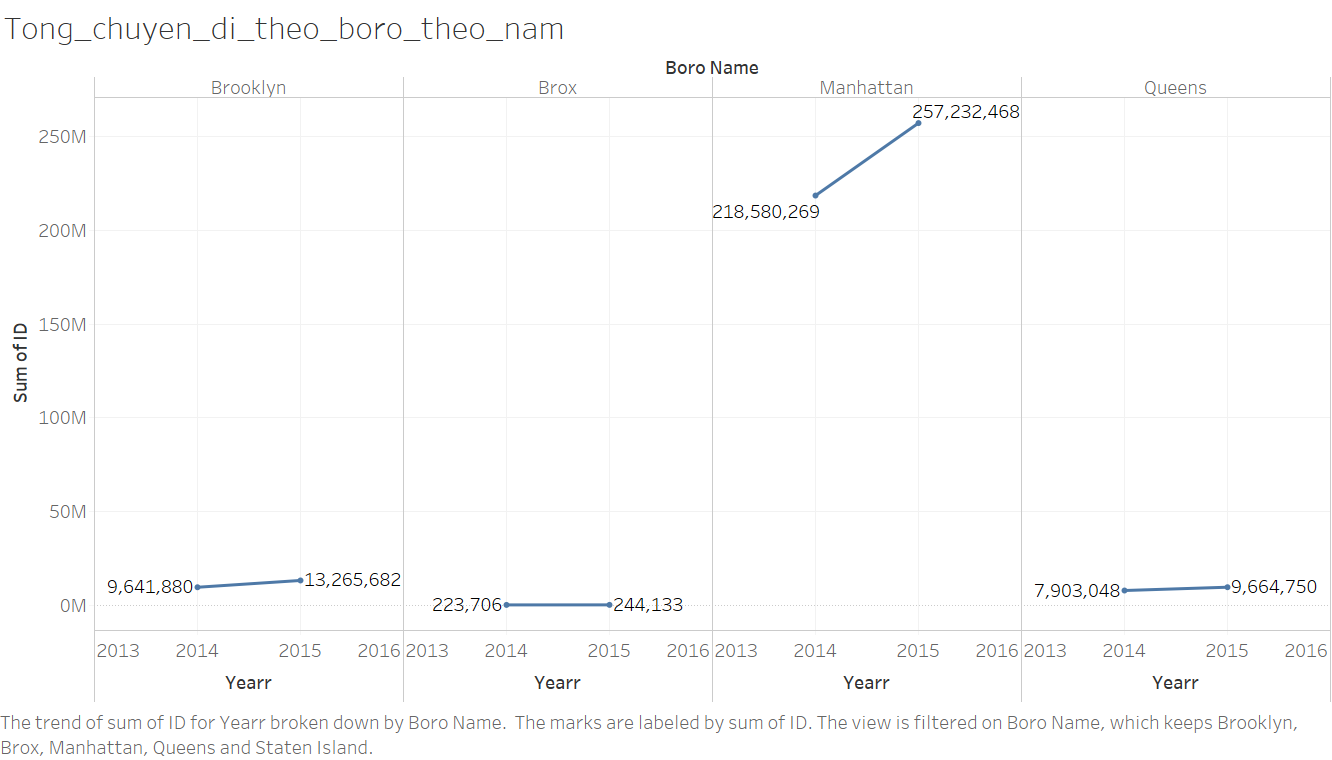 Tong_chuyen_di_theo_boro_theo_nam
Boro Name
Brooklyn Brox Manhattan Queens
257,232,468
250M
218,580,269
200M
150M
Sum of ID
100M
50M
9,641,880 13,265,682 223,706 244,133 7,903,048 9,664,750
0M
2013 2014 2015 2016 2013 2014 2015 2016 2013 2014 2015 2016 2013 2014 2015 2016
Yearr Yearr Yearr Yearr
The trend of sum of ID for Yearr broken down by Boro Name. The marks are labeled by sum of ID. The view is filtered on Boro Name, which keeps Brooklyn,
Brox, Manhattan, Queens and Staten Island.